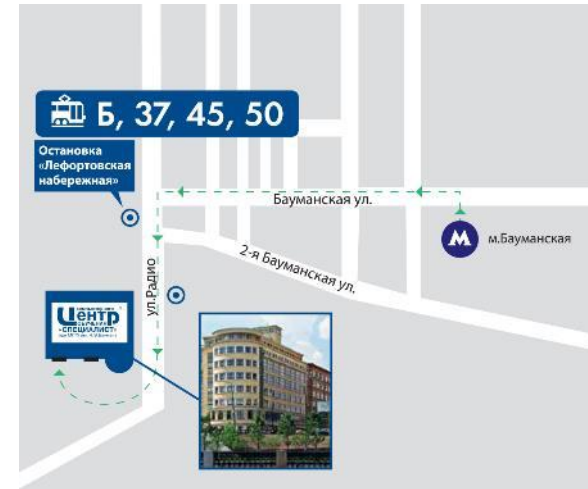 Б, 37, 45, 50
Остановка
«Лефортовская
набережная»
Бауманская ул.
М
м.Бауманская
2-я Бауманская ул.
ул.Радио
Центр
«СПЕЦИАЛИСТ»